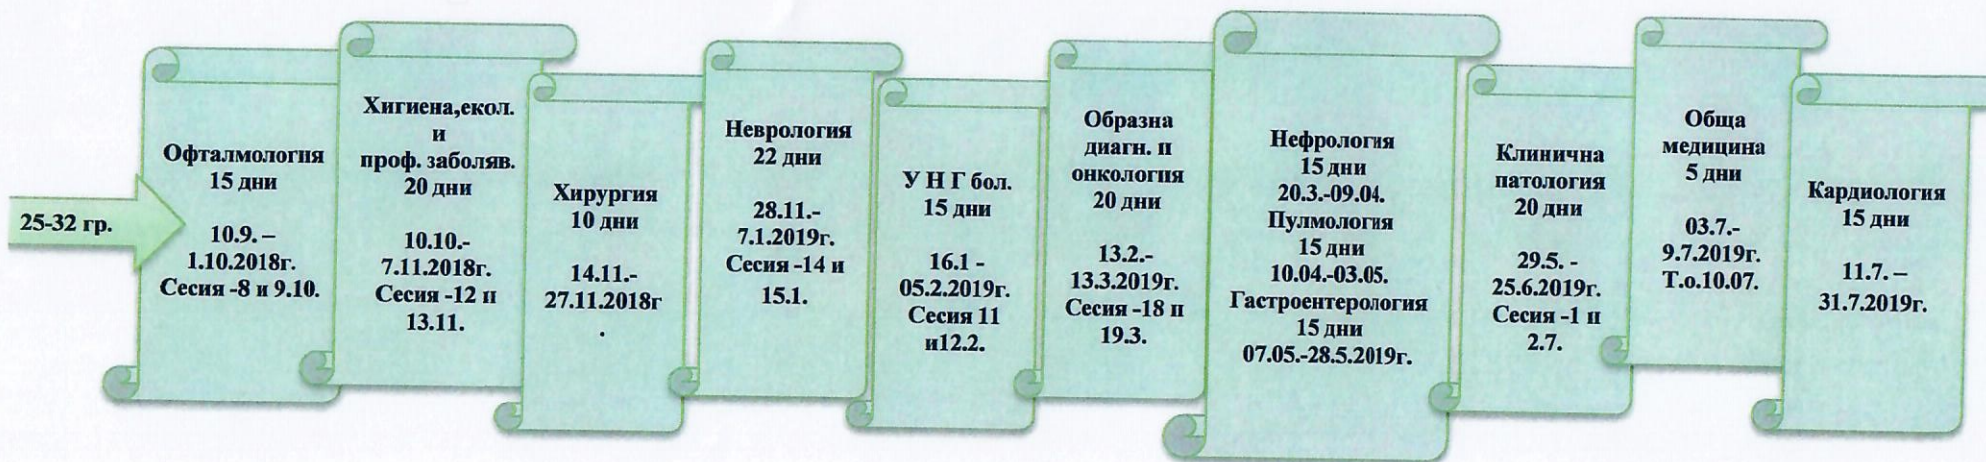 25-32 гр.
Офталмология
15 дни
10.9. –
1.10.2018г.
Сесия -8 и 9.10.
Хигиена,екол.
и
проф. заболяв.
20 дни
10.10.-
7.11.2018г.
Сесия -12 и
13.11.
Хирургия
10 дни
14.11.-
27.11.2018г
.
Неврология
22 дни
28.11.-
7.1.2019г.
Сесия -14 и
15.1.
У Н Г бол.
15 дни
16.1 -
05.2.2019г.
Сесия 11
и12.2.
Образна
диагн. и
онкология
20 дни
13.2.-
13.3.2019г.
Сесия -18 и
19.3.
Нефрология
15 дни
20.3.-09.04.
Пулмология
15 дни
10.04.-03.05.
Гастроентерология
15 дни
07.05.-28.5.2019г.
Клинична
патология
20 дни
29.5. -
25.6.2019г.
Сесия -1 и
2.7.
Обща
медицина
5 дни
03.7.-
9.7.2019г.
Т.о.10.07.
Кардиология
15 дни
11.7. –
31.7.2019г.